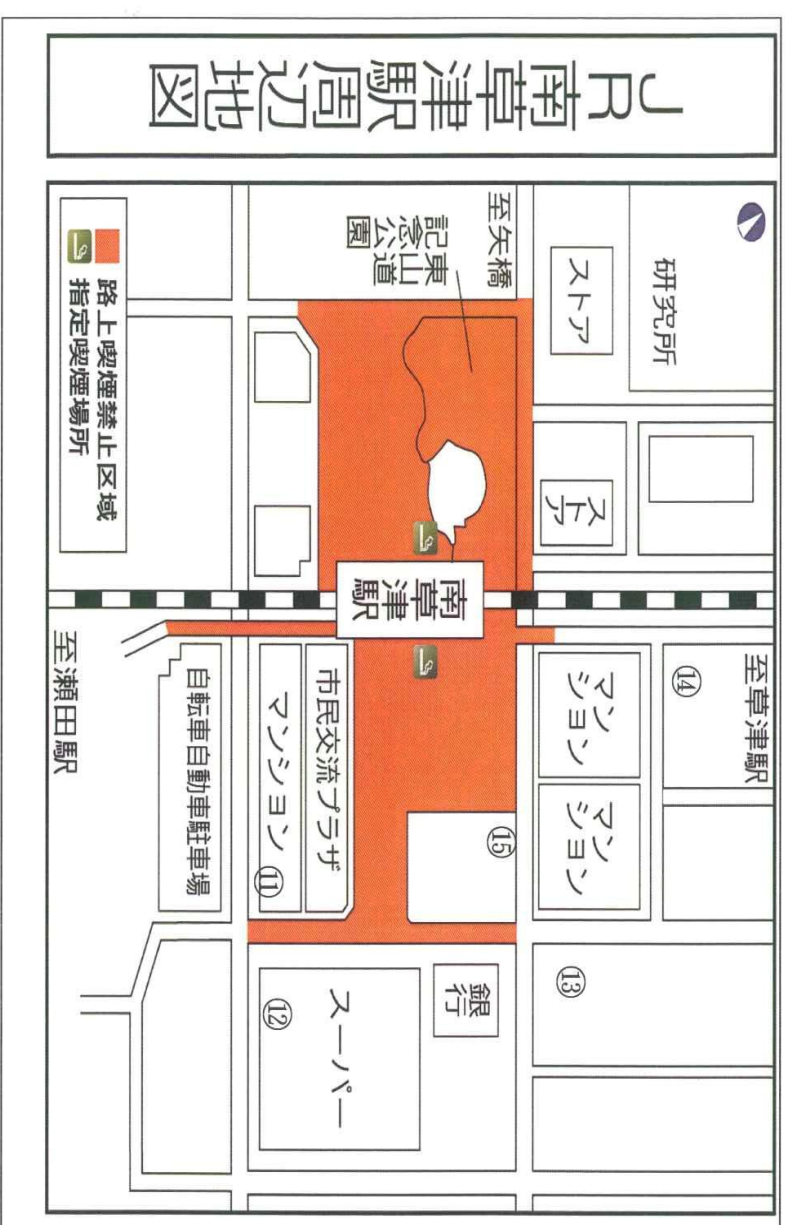 JR南草津駅周辺地図
研究所
ストア
至矢橋
東山道
記念公園
ストア
南草津駅
至草津駅
⑭
マンション
マンション
⑮
市民交流プラザ
マンション
⑪
自転車自動車駐車場
至瀬田駅
⑬
銀行
スーパー
⑫
路上喫煙禁止区域
指定喫煙場所